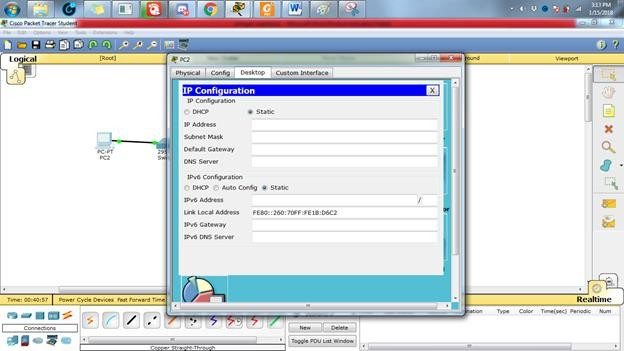 3:13 PM
1/15/2018
Cisco Packet Tracer Student
File Edit Options View Tools Extensions Help
Logical
[Root]
Viewport
PC2
Physical Config Desktop Custom Interface
IP Configuration
X
IP Configuration
DHCP
Static
IP Address
Subnet Mask
Default Gateway
DNS Server
IPv6 Configuration
DHCP
Auto Config
Static
IPv6 Address
/
Link Local Address
FE80::260:70FF:FE1B:D6C2
IPv6 Gateway
IPv6 DNS Server
PC-PT
PC2
295
Swit
Time: 00:40:57
Power Cycle Devices Fast Forward Time
Realtime
Connections
Copper Straight-Through
New
Delete
Toggle PDU List Window
Destination Type Color Time(sec) Periodic Num